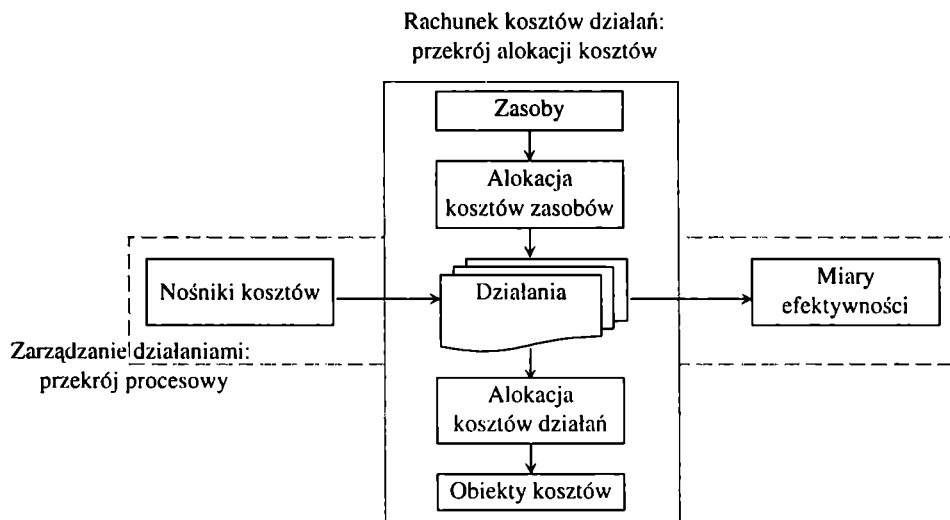 Rachunek kosztów działań:
przekrój alokacji kosztów
Zasoby
Alokacja
kosztów zasobów
Nośniki kosztów
Działania
Miary
efektywności
Zarządzanie działaniami:
przekrój procesowy
Alokacja
kosztów działań
Obiekty kosztów